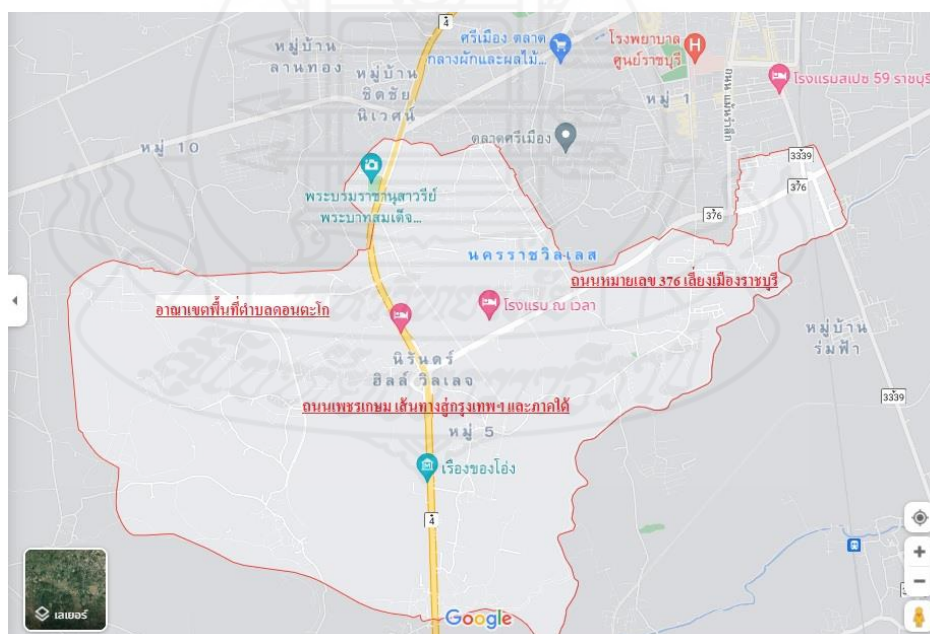 4
หมู่บ้าน
ลานทอง
หมู่บ้าน
ชิดชัย
นิเวศน์
ศรีเมือง ตลาด
กลางผักและผลไม้...
โรงพยาบาล
ศูนย์ราชบุรี
H
หมู่ 1
โรงแรมสเปซ 59 ราชบุรี
หมู่ 10
ตลาดศรีเมือง
3339
376
พระบรมราชานุสาวรีย์
พระบาทสมเด็จ...
376
นครราชวิลเลส
ถนนหมายเลข 376 เลี่ยงเมืองราชบุรี
อาณาเขตพื้นที่ตำบลดอนตะโก
โรงแรม ณ เวลา
หมู่บ้าน
ร่มฟ้า
นิรันดร์
ฮิลล์ วิลเลจ
ถนนเพชรเกษม เส้นทางสู่กรุงเทพฯ และภาคใต้
3339
หมู่ 5
เรื่องของโอ่ง
4
เลเยอร์
Google